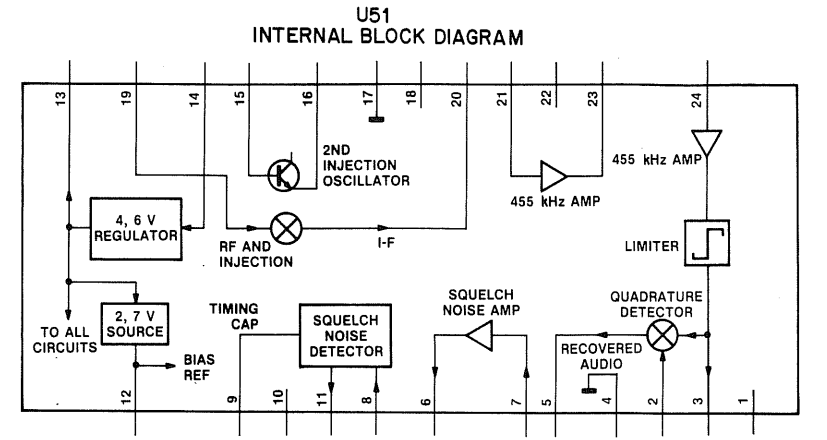 U51
INTERNAL BLOCK DIAGRAM
13
19
14
15
16
17
18
20
21
22
23
24
2ND
INJECTION
OSCILLATOR
455 kHz AMP
455 kHz AMP
4, 6 V
REGULATOR
RF AND
INJECTION
I-F
LIMITER
2, 7 V
SOURCE
TO ALL
CIRCUITS
BIAS
REF
TIMING
CAP
SQUELCH
NOISE
DETECTOR
SQUELCH
NOISE AMP
QUADRATURE
DETECTOR
RECOVERED
AUDIO
12
9
10
11
8
6
7
5
4
2
3
1